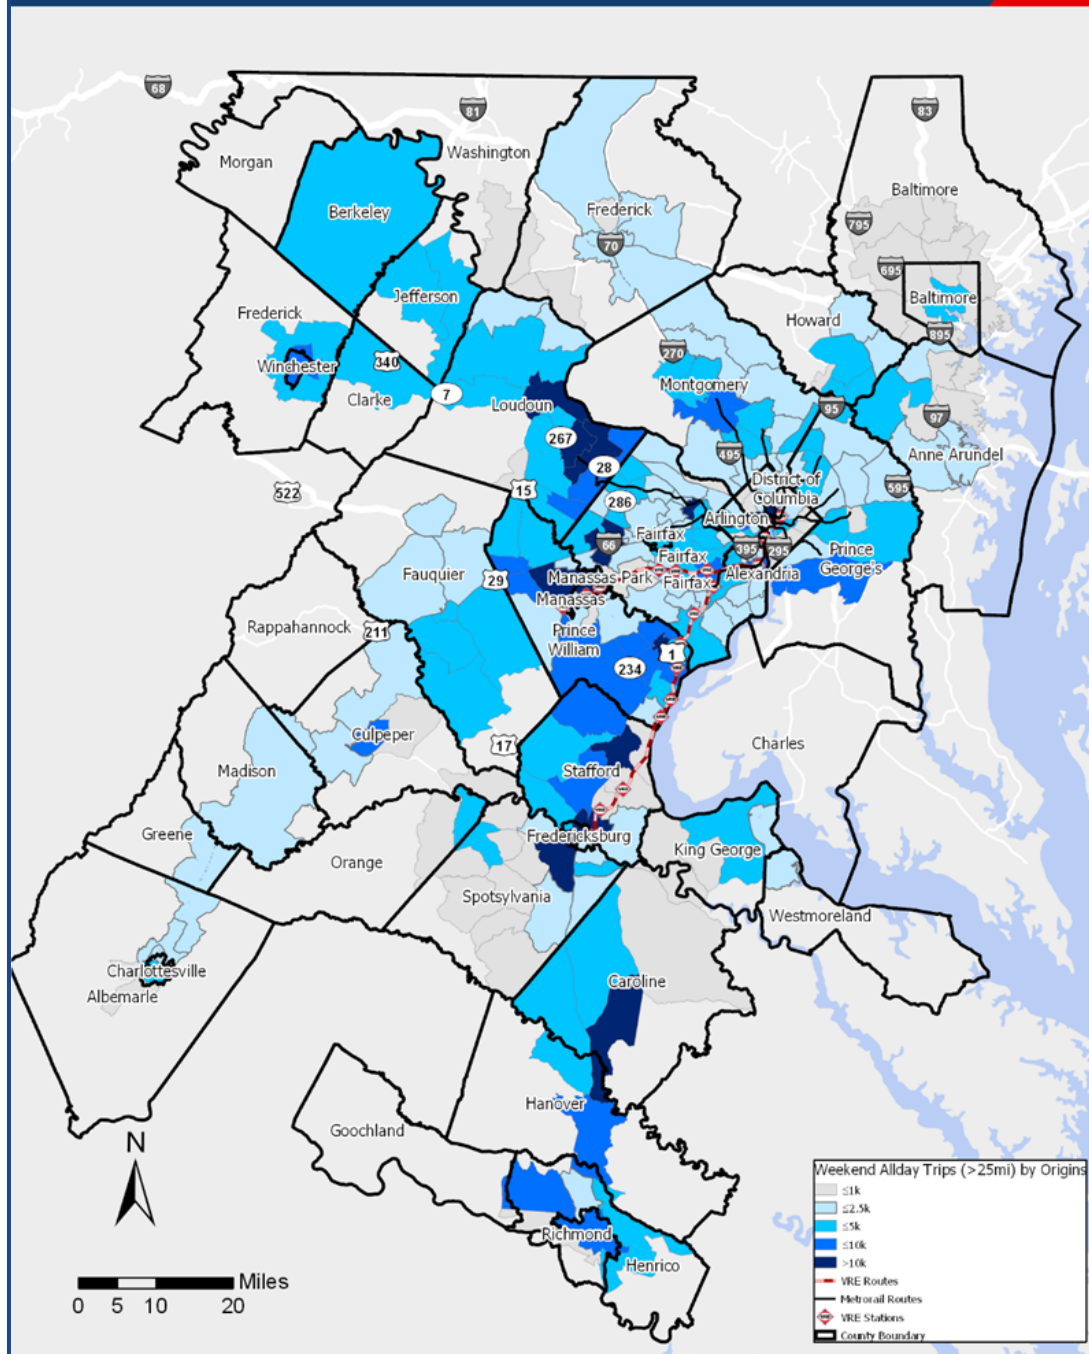 68
81
83
Morgan
Washington
Baltimore
Berkeley
Frederick
795
70
695
Jefferson
Baltimore
Frederick
Howard
895
Winchester
340
270
Montgomery
Clarke
7
Loudoun
95
97
267
495
Anne Arundel
28
District of
Columbia
522
15
286
595
Arlington
Fairfax
66
395
295
Prince
George's
Fairfax
Fauquier
29
Manassas Park
Fairfax
Alexandria
Manassas
Rappahannock
211
Prince
William
1
234
Culpeper
17
Charles
Madison
Stafford
Greene
Fredericksburg
King George
Orange
Spotsylvania
Westmoreland
Charlottesville
Albemarle
Caroline
Hanover
Goochland
N
Richmond
Henrico
Miles
0 5 10 20
Weekend Allday Trips (>25mi) by Origins
≤1k
≤2.5k
≤5k
≤10k
>10k
VRE Routes
Metrorail Routes
VRE Stations
County Boundary